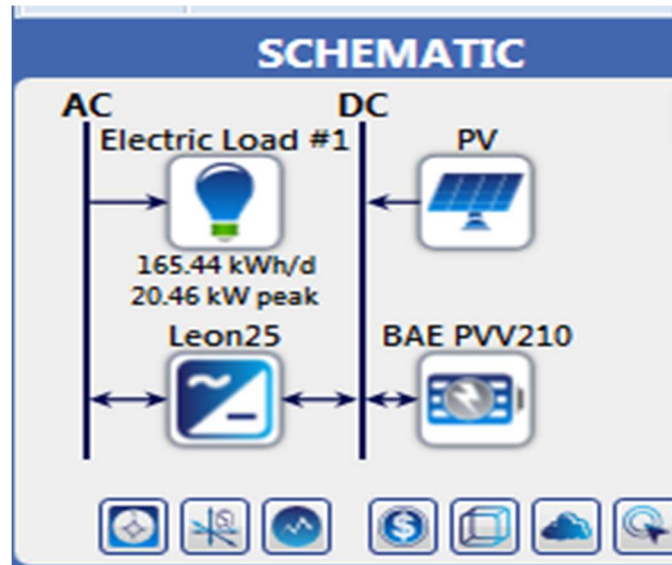 SCHEMATIC
AC
DC
Electric Load #1
PV
165.44 kWh/d
20.46 kW peak
Leon25
BAE PVV210